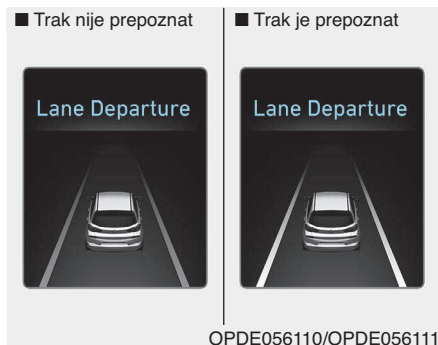 ■ Trak nije prepoznat
■ Trak je prepoznat
Lane Departure
Lane Departure
OPDE056110/OPDE056111